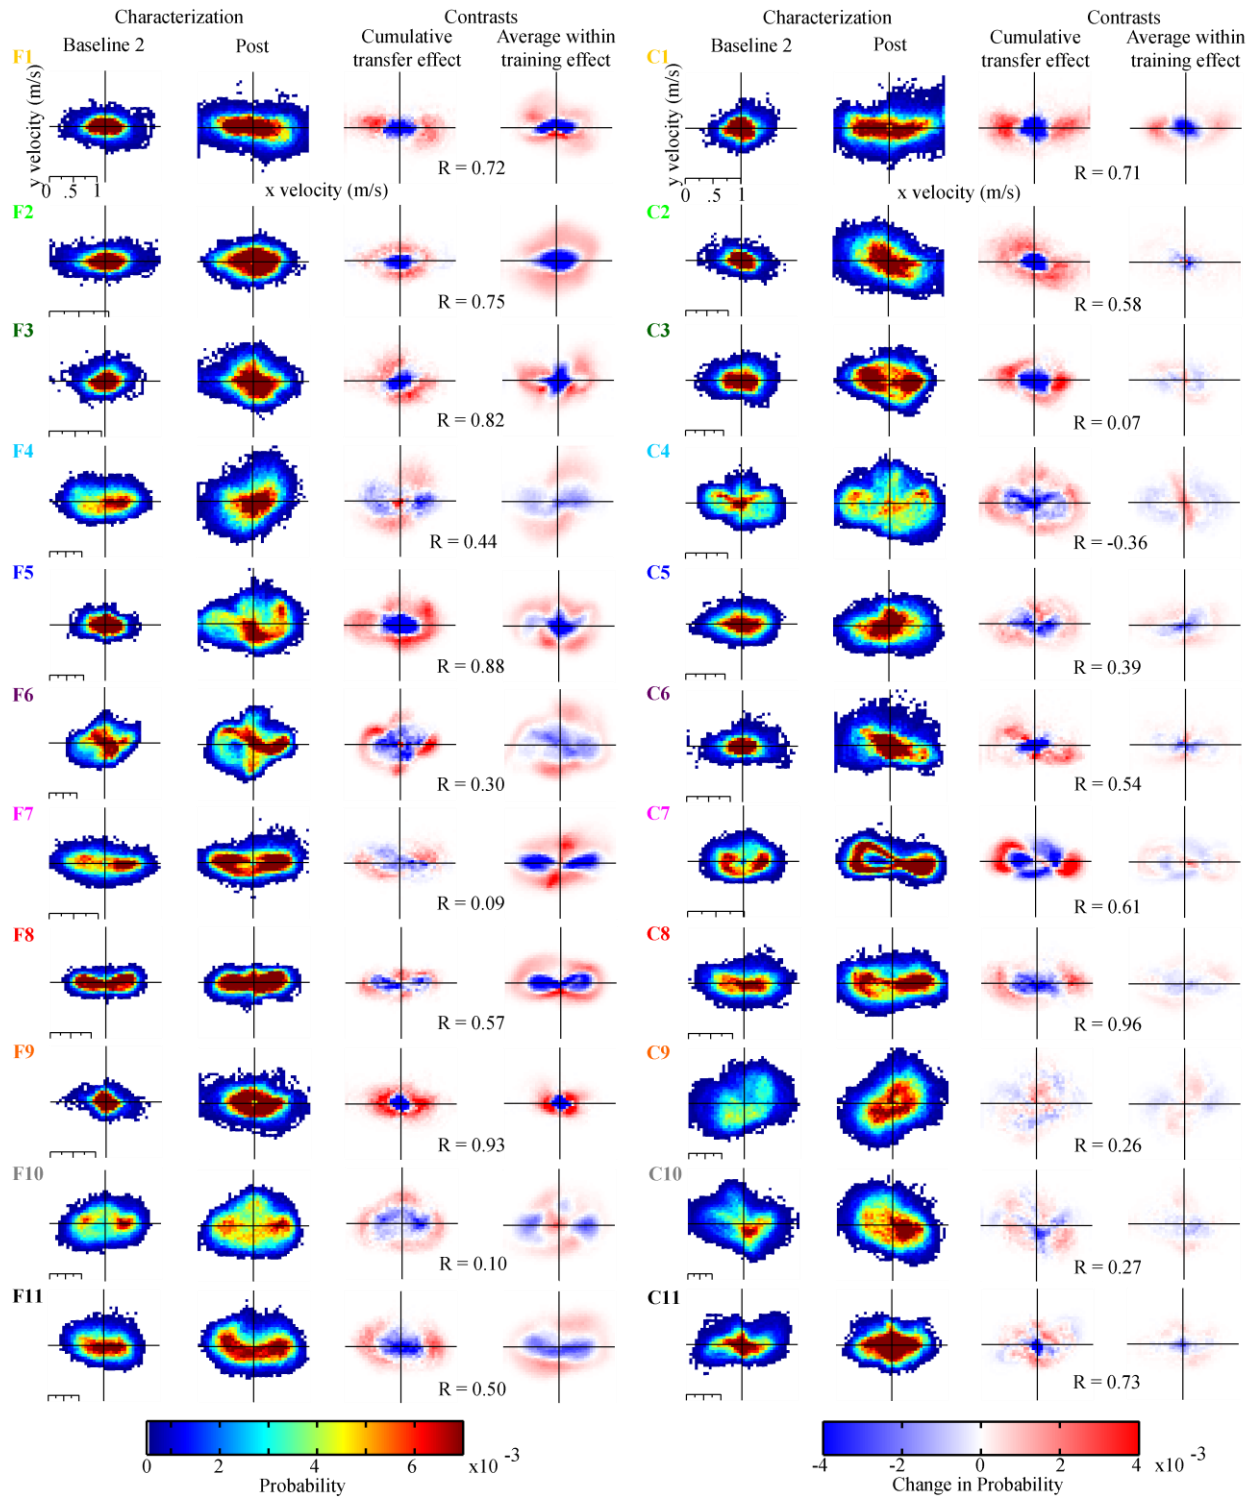 Characterization Contrasts Characterization Contrasts
Baseline 2 Post Cumulative transfer effect Average within training effect Baseline 2 Post Cumulative transfer effect Average within training effect
F1 C1
y velocity (m/s) y velocity (m/s)
R = 0.72 R = 0.71
0 .5 1 x velocity (m/s) 0 .5 1 x velocity (m/s)
F2 C2
R = 0.75 R = 0.58
F3 C3
R = 0.82 R = 0.07
F4 C4
R = 0.44 R = -0.36
F5 C5
R = 0.88 R = 0.39
F6 C6
R = 0.30 R = 0.54
F7 C7
R = 0.09 R = 0.61
F8 C8
R = 0.57 R = 0.96
F9 C9
R = 0.93 R = 0.26
F10 C10
R = 0.10 R = 0.27
F11 C11
R = 0.50 R = 0.73
0 2 4 6 x10 -3 -4 -2 0 2 4 x10 -3
Probability Change in Probability